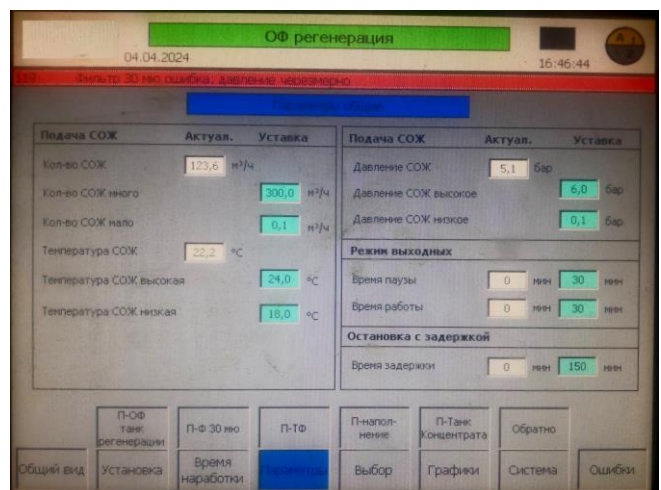 ОФ регенерация
04.04.2024
16:46:44
119 Фильтр 30 мю ошибка, давление черезмерно
Параметры общие
Подача СОЖ Актуал. Уставка
Кол-во СОЖ 123,6 м³/ч
Кол-во СОЖ много 300,0 м³/ч
Кол-во СОЖ мало 0,1 м³/ч
Температура СОЖ 22,2 °C
Температура СОЖ высокая 24,0 °C
Температура СОЖ низкая 18,0 °C
Подача СОЖ Актуал. Уставка
Давление СОЖ 5,1 бар
Давление СОЖ высокое 6,0 бар
Давление СОЖ низкое 0,1 бар
Режим выходных
Время паузы 0 мин 30 мин
Время работы 0 мин 30 мин
Остановка с задержкой
Время задержки 0 мин 150 мин
П-ОФ
танк
регенерации
П-Ф 30 мю
П-ТФ
П-напол-
нение
П-Танк
Концентрата
Обратно
Общий вид
Установка
Время
наработки
Параметры
Выбор
Графики
Система
Ошибки